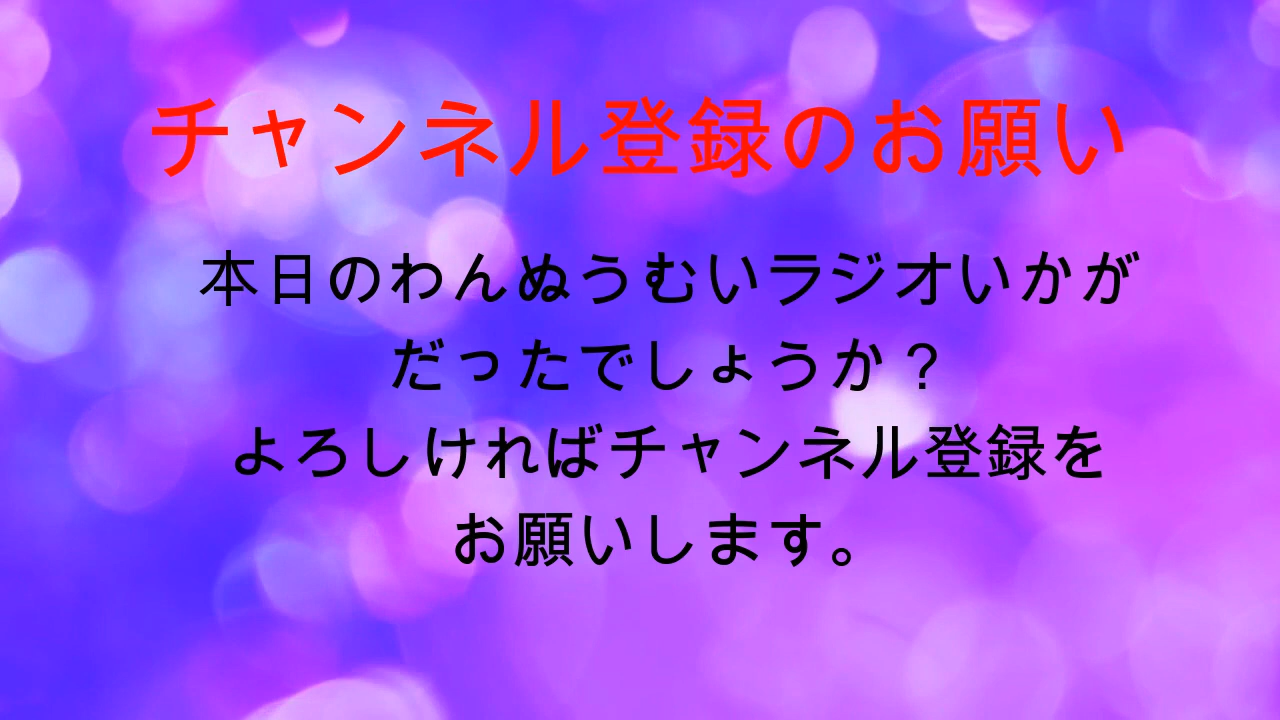 チャンネル登録のお願い
本日のわんぬうむいラジオいかが
だったでしょうか？
よろしければチャンネル登録を
お願いします。